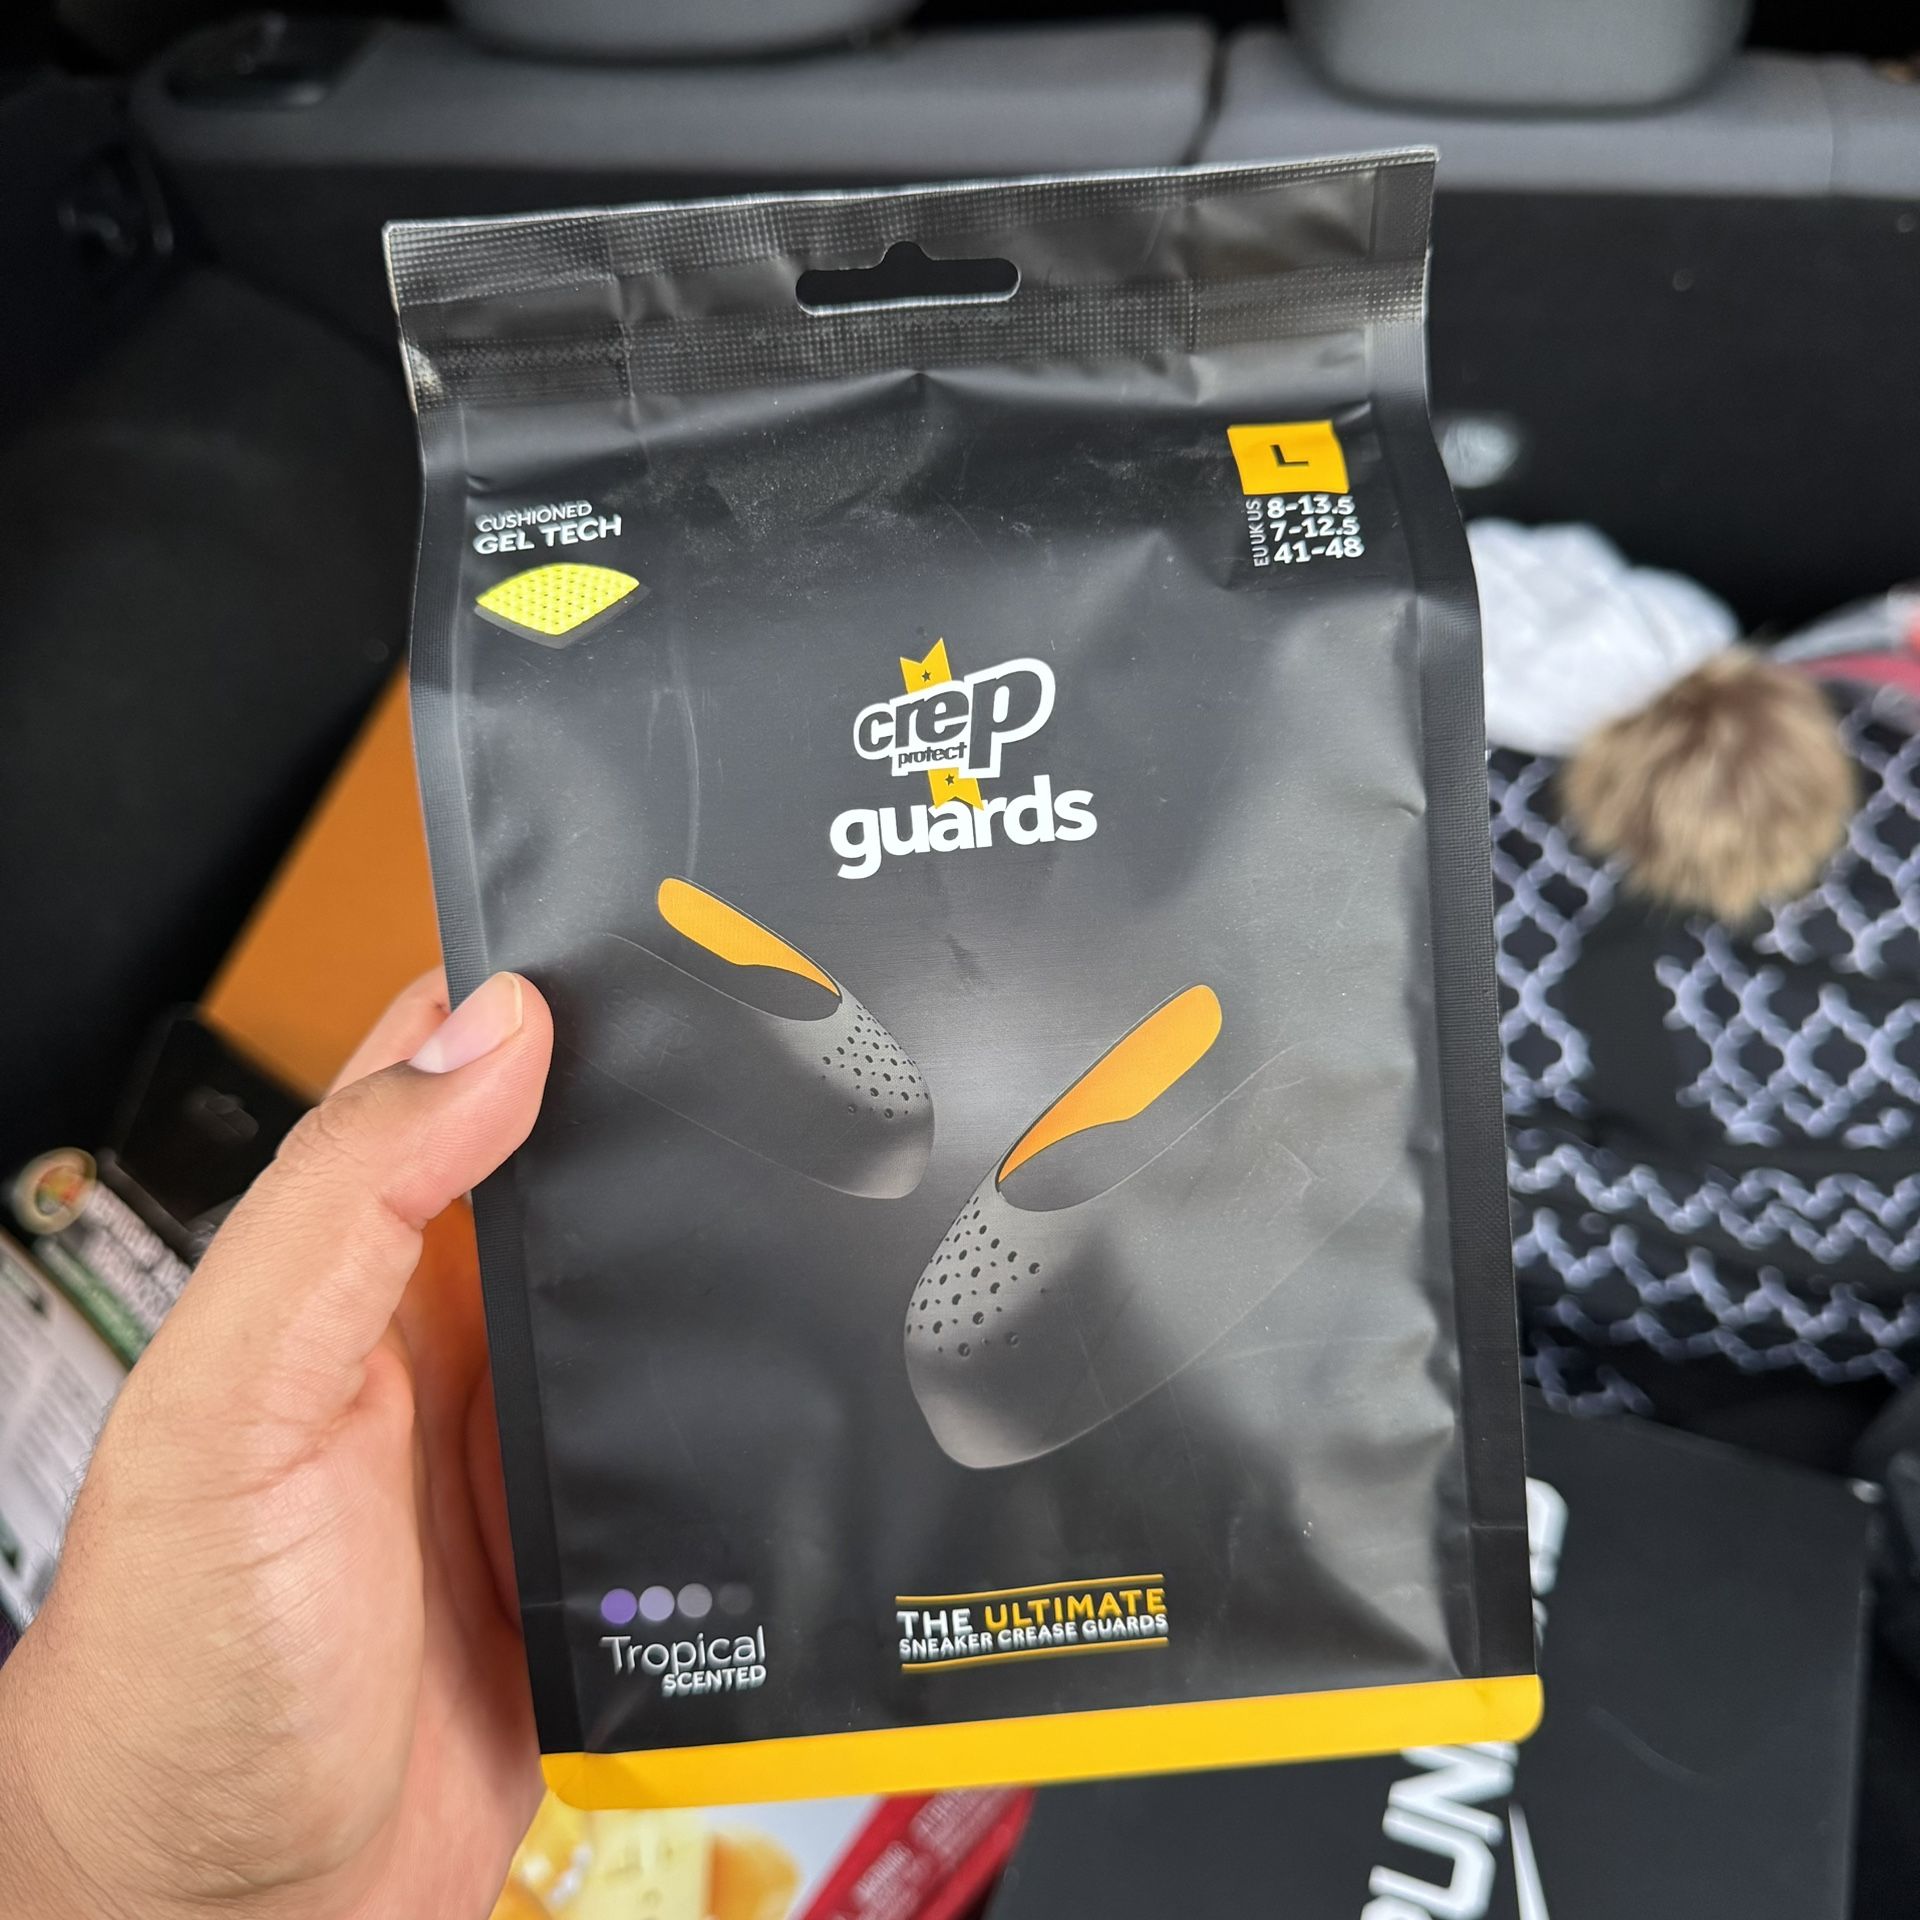 CUSHIONED
GEL TECH
L
US 8-13.5
UK 7-12.5
EU 41-48
crep
protect
guards
Tropical
SCENTED
THE ULTIMATE
SNEAKER CREASE GUARDS